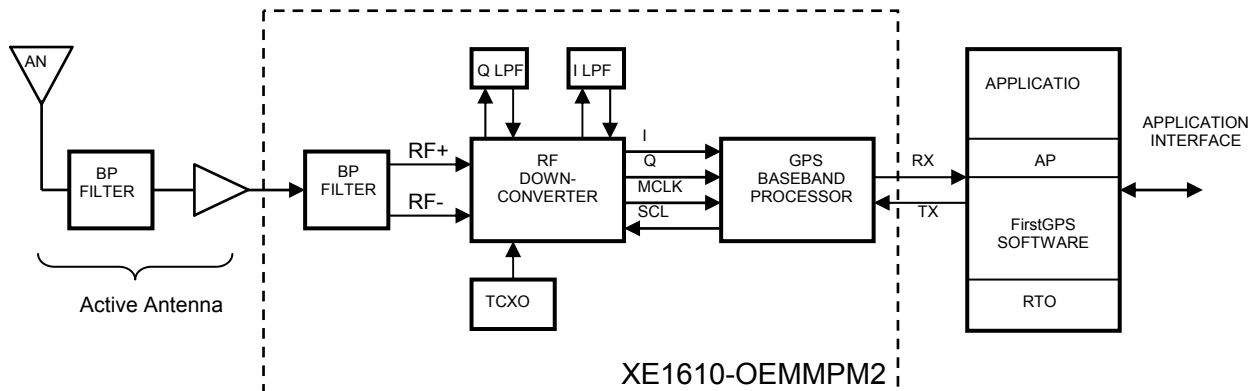 AN
BP
FILTER
Active Antenna
BP
FILTER
RF+
RF-
Q LPF
I LPF
RF
DOWN-
CONVERTER
TCXO
I
Q
MCLK
SCL
GPS
BASEBAND
PROCESSOR
XE1610-OEMMPM2
RX
TX
APPLICATIO
AP
FirstGPS
SOFTWARE
RTO
APPLICATION
INTERFACE